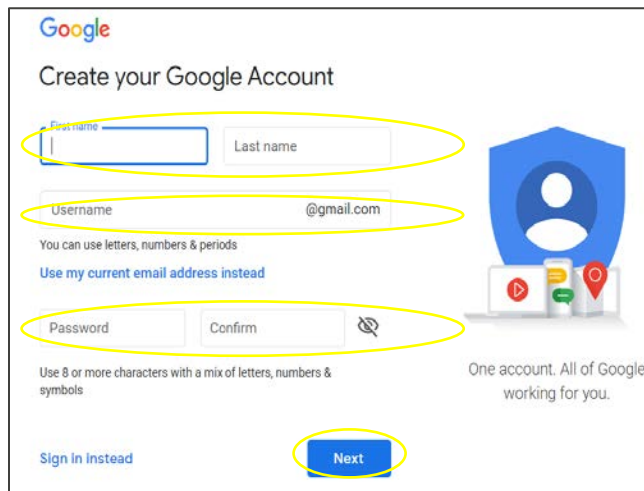 Google
Create your Google Account
First name
Last name
Username @gmail.com
You can use letters, numbers & periods
Use my current email address instead
Password Confirm
Use 8 or more characters with a mix of letters, numbers &
symbols
One account. All of Google
working for you.
Sign in instead Next